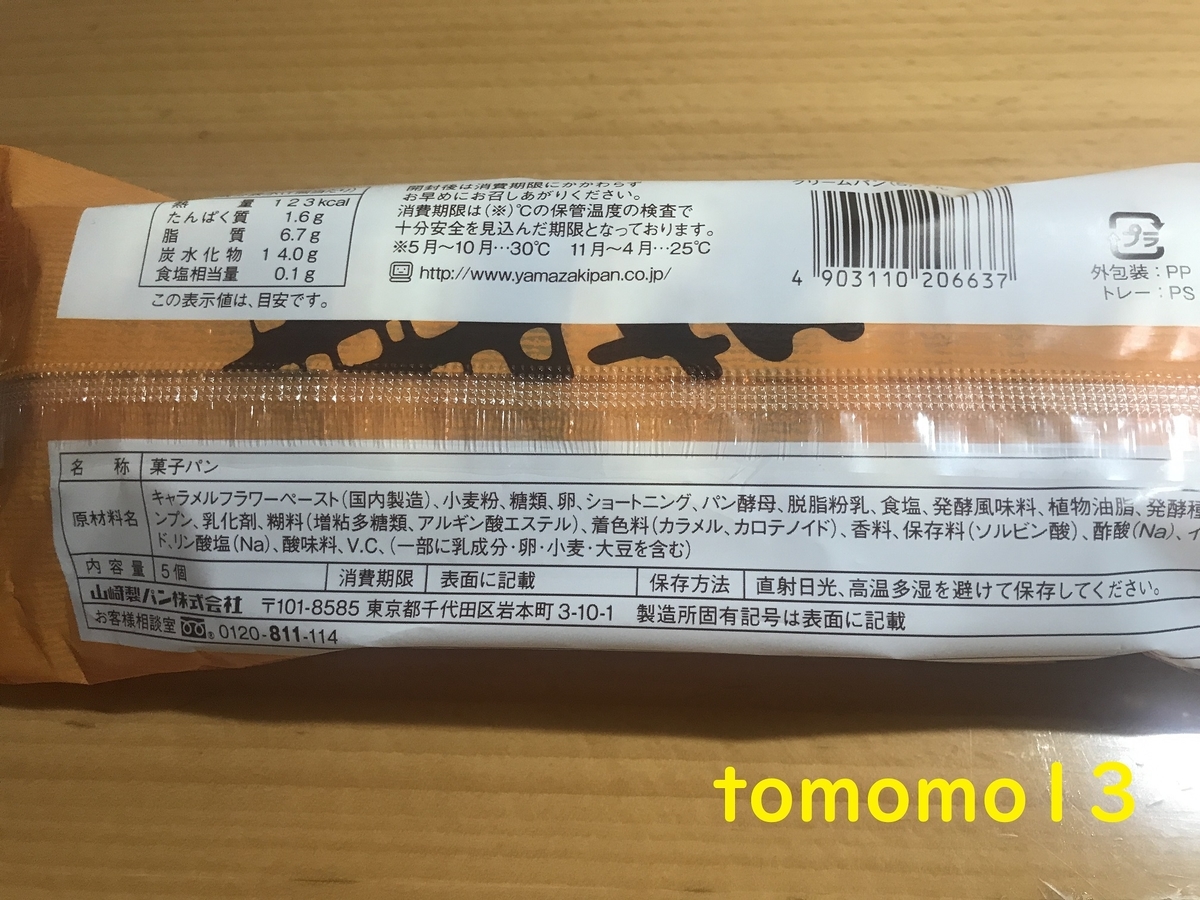 熱量 123kcal
たんぱく質 1.6g
脂質 6.7g
炭水化物 14.0g
食塩相当量 0.1g
この表示値は、目安です。
開封後は消費期限にかかわらず
お早めにお召しあがりください。
消費期限は(※)℃の保管温度の検査で
十分安全を見込んだ期限となっております。
※5月〜10月…30℃ 11月〜4月…25℃
http://www.yamazakipan.co.jp/
クリームパン
4 903110 206637
プラ
外包装:PP
トレー:PS
名称 菓子パン
原材料名 キャラメルフラワーペースト(国内製造)、小麦粉、糖類、卵、ショートニング、パン酵母、脱脂粉乳、食塩、発酵風味料、植物油脂、発酵種
ンプン、乳化剤、糊料(増粘多糖類、アルギン酸エステル)、着色料(カラメル、カロテノイド)、香料、保存料(ソルビン酸)、酢酸(Na)、イ
ド、リン酸塩(Na)、酸味料、V.C、(一部に乳成分・卵・小麦・大豆を含む)
内容量 5個 消費期限 表面に記載 保存方法 直射日光、高温多湿を避けて保存してください。
山崎製パン株式会社 〒101-8585 東京都千代田区岩本町3-10-1 製造所固有記号は表面に記載
お客様相談室 0120-811-114
tomomo13